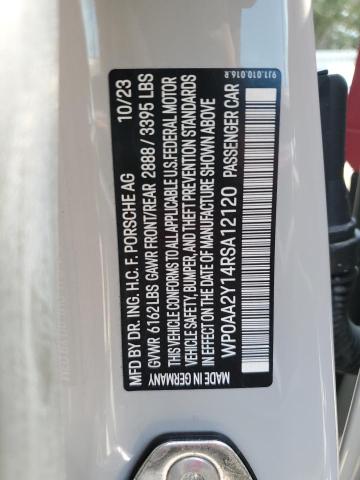 MFD BY DR. ING. H.C. F. PORSCHE AG 10/23
GVWR 6162 LBS GAWR FRONT/REAR 2888 / 3395 LBS
THIS VEHICLE CONFORMS TO ALL APPLICABLE U.S. FEDERAL MOTOR
VEHICLE SAFETY, BUMPER, AND THEFT PREVENTION STANDARDS
IN EFFECT ON THE DATE OF MANUFACTURE SHOWN ABOVE
WP0AA2Y14RSA12120 PASSENGER CAR
MADE IN GERMANY
9J1.010.016.R